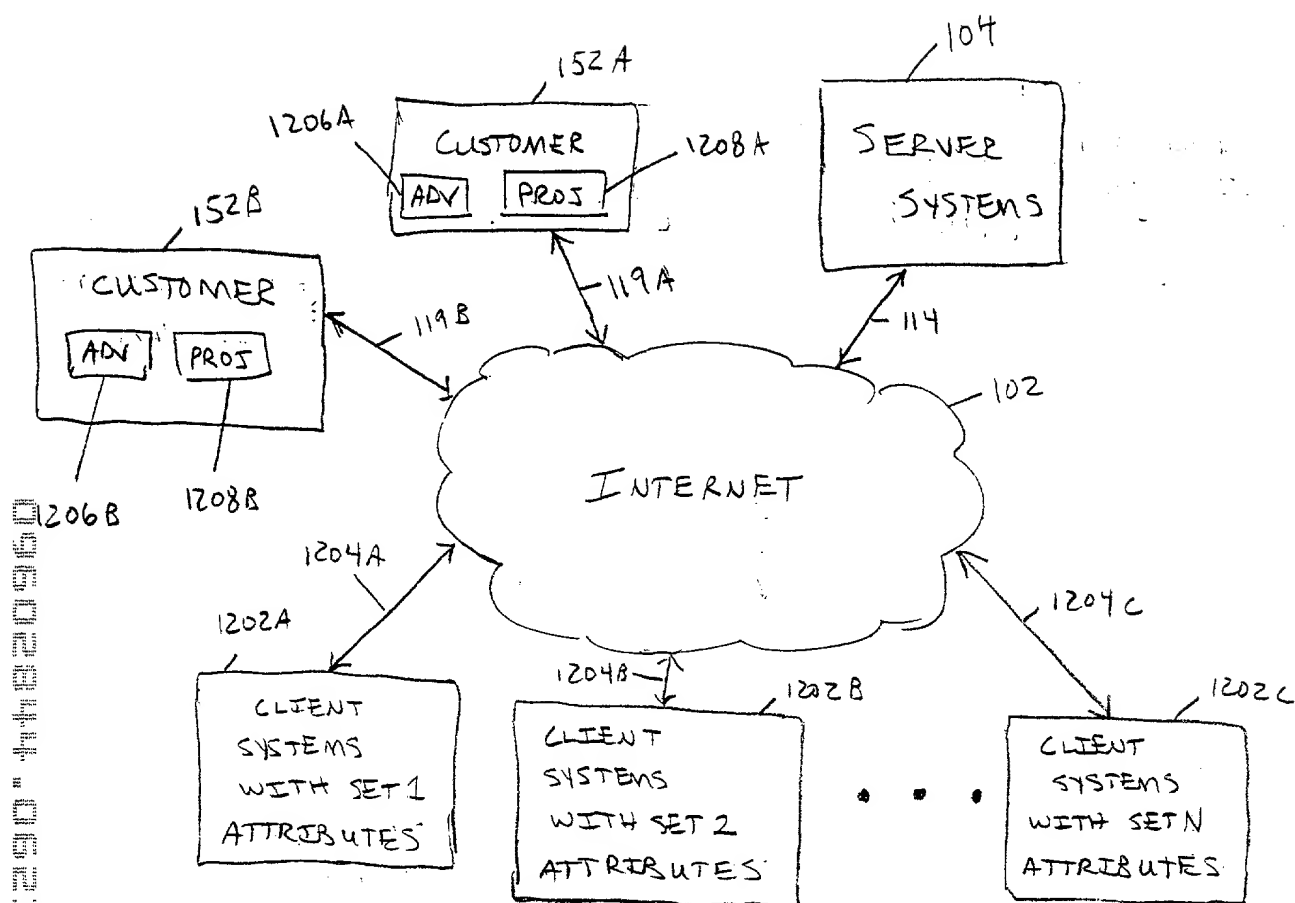 104
152A
1206A
CUSTOMER
1208A
SERVER
SYSTEMS
ADV
PROJ
152B
CUSTOMER
119A
119B
114
ADV
PROJ
102
INTERNET
1206B
1208B
1204A
1202A
1204C
1204B
1202B
1202C
CLIENT
SYSTEMS
WITH SET 1
ATTRIBUTES
CLIENT
SYSTEMS
WITH SET 2
ATTRIBUTES
• • •
CLIENT
SYSTEMS
WITH SET N
ATTRIBUTES
09602844.062